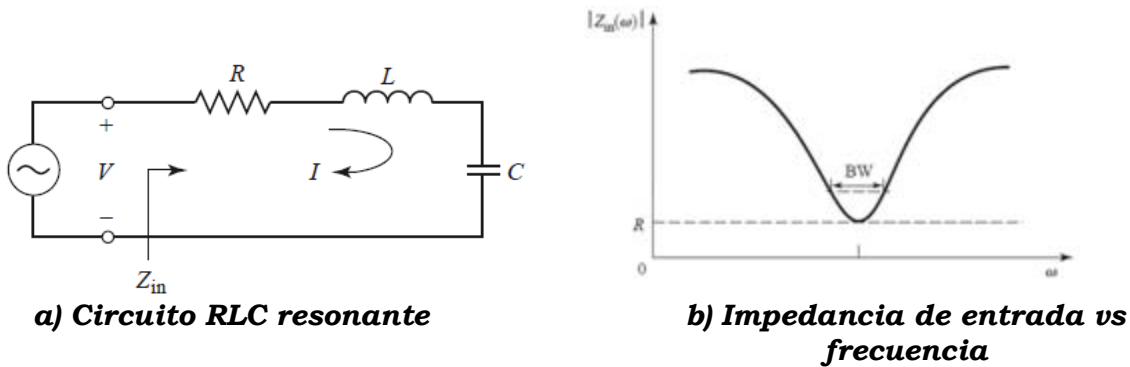 R
L
+
V
I
C
−
Z_in
a) Circuito RLC resonante
|Z_in(ω)|
BW
R
0
ω
b) Impedancia de entrada vs
frecuencia